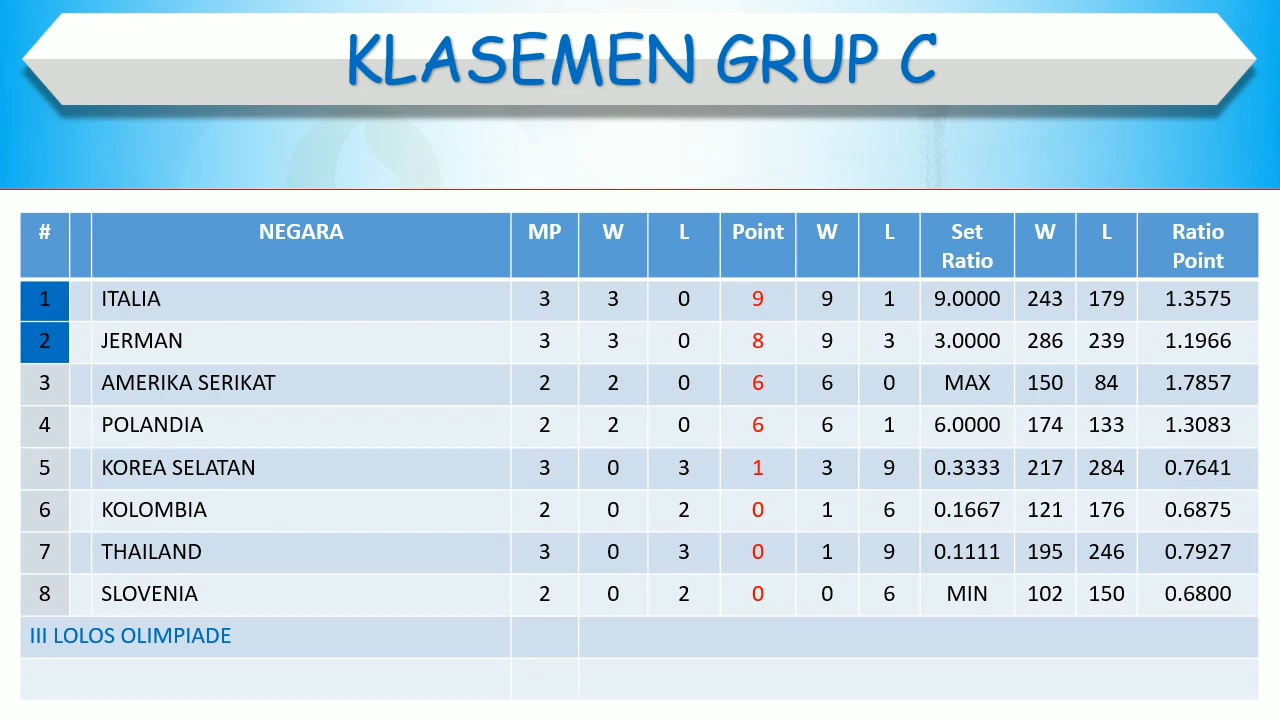 KLASEMEN GRUP C
# NEGARA MP W L Point W L Set Ratio W L Ratio Point
1 ITALIA 3 3 0 9 9 1 9.0000 243 179 1.3575
2 JERMAN 3 3 0 8 9 3 3.0000 286 239 1.1966
3 AMERIKA SERIKAT 2 2 0 6 6 0 MAX 150 84 1.7857
4 POLANDIA 2 2 0 6 6 1 6.0000 174 133 1.3083
5 KOREA SELATAN 3 0 3 1 3 9 0.3333 217 284 0.7641
6 KOLOMBIA 2 0 2 0 1 6 0.1667 121 176 0.6875
7 THAILAND 3 0 3 0 1 9 0.1111 195 246 0.7927
8 SLOVENIA 2 0 2 0 0 6 MIN 102 150 0.6800
III LOLOS OLIMPIADE